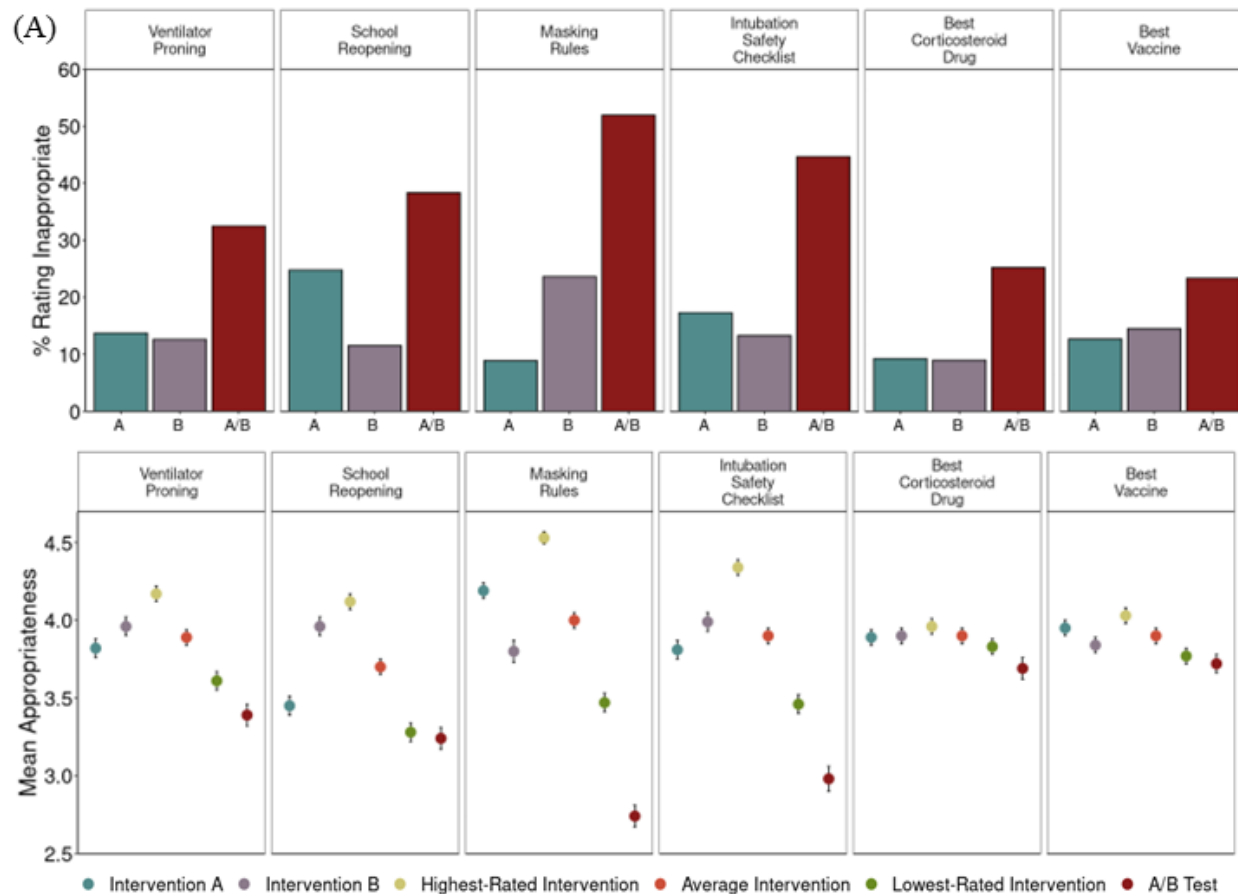 (A)
Ventilator
Proning
School
Reopening
Masking
Rules
Intubation
Safety
Checklist
Best
Corticosteroid
Drug
Best
Vaccine
% Rating Inappropriate
60
50
40
30
20
10
0
A B A/B A B A/B A B A/B A B A/B A B A/B A B A/B
Ventilator
Proning
School
Reopening
Masking
Rules
Intubation
Safety
Checklist
Best
Corticosteroid
Drug
Best
Vaccine
Mean Appropriateness
4.5
4.0
3.5
3.0
2.5
Intervention A Intervention B Highest-Rated Intervention Average Intervention Lowest-Rated Intervention A/B Test